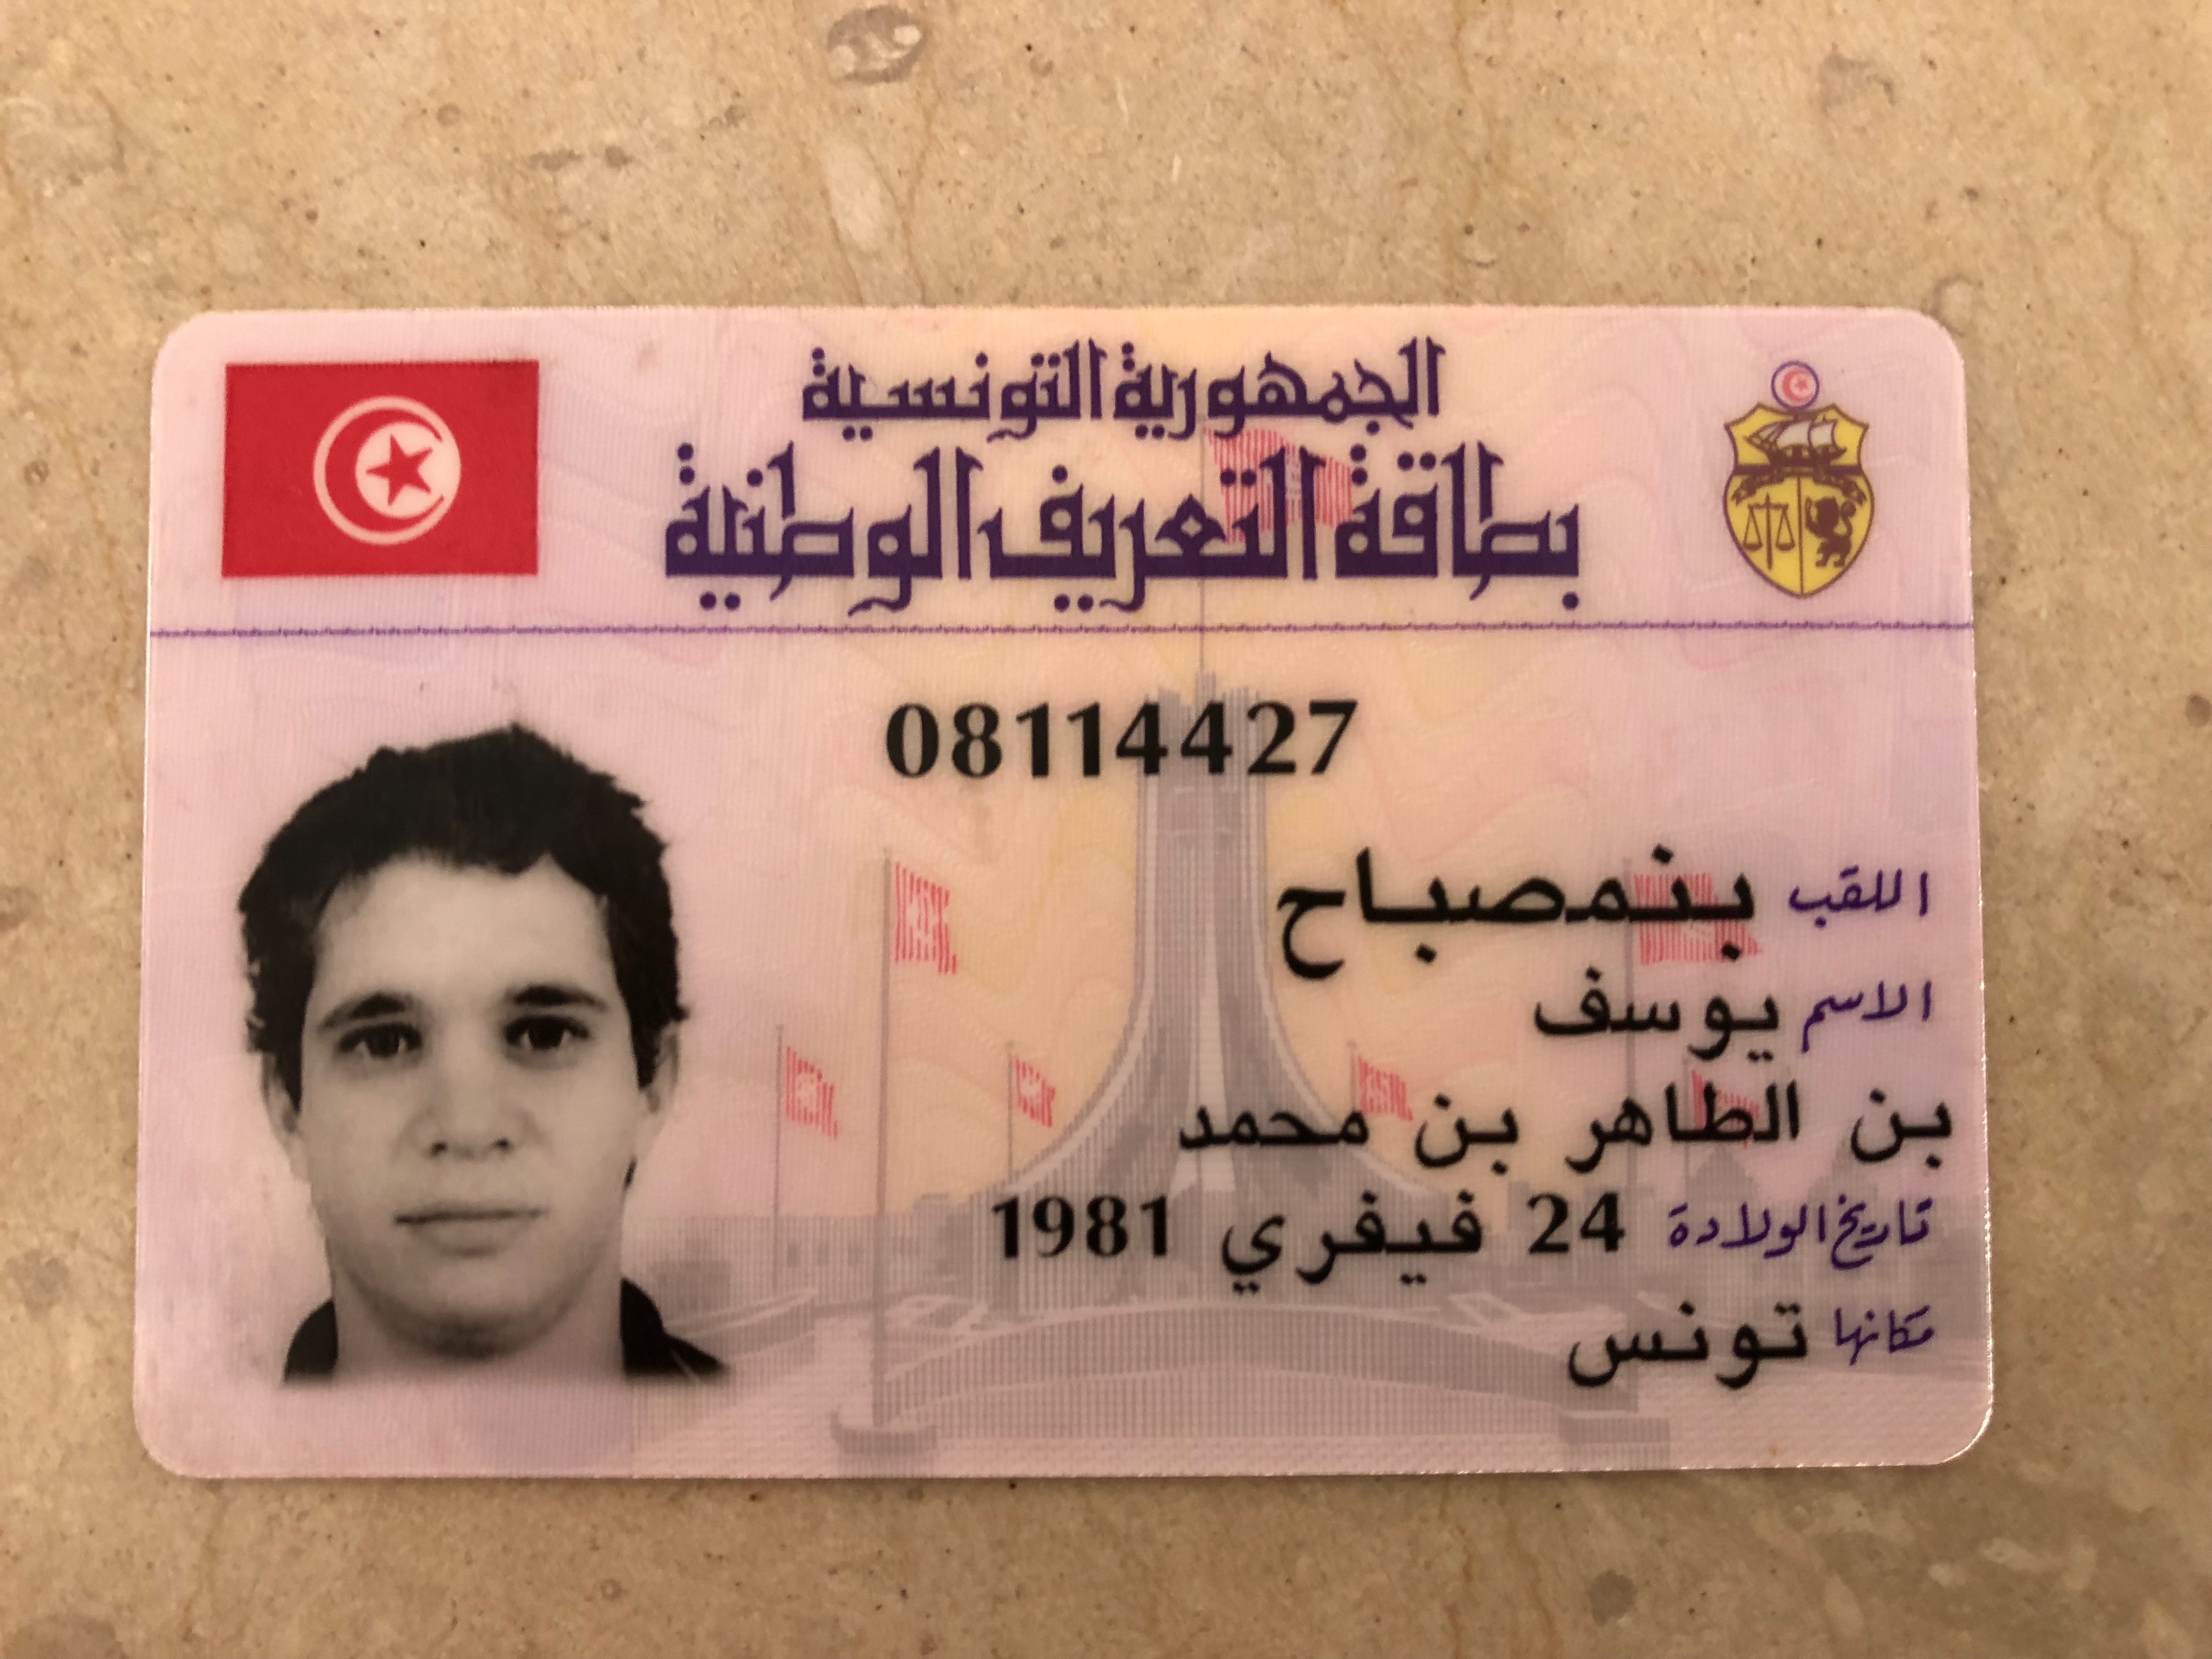 الجمهورية التونسية
بطاقة التعريف الوطنية
08114427
اللقب بنمصباح
الاسم يوسف
بن الطاهر بن محمد
تاريخ الولادة 24 فيفري 1981
مكانها تونس